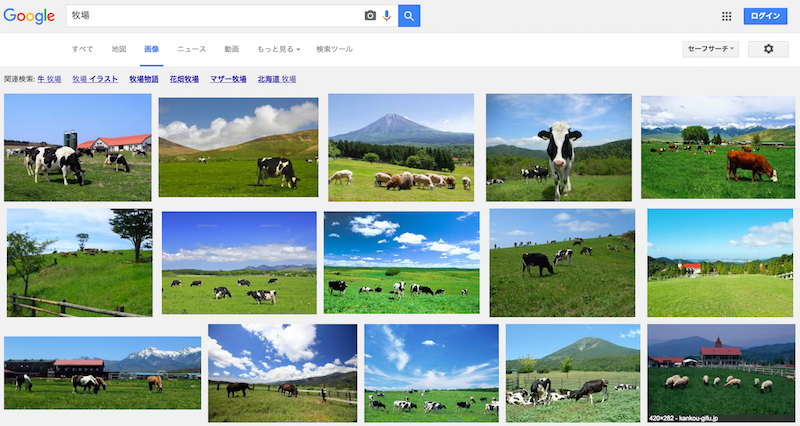 Google 牧場 ログイン
すべて 地図 画像 ニュース 動画 もっと見る 検索ツール セーフサーチ
関連検索: 牛 牧場 牧場 イラスト 牧場物語 花畑牧場 マザー牧場 北海道 牧場
420×282 - kankou-gifu.jp